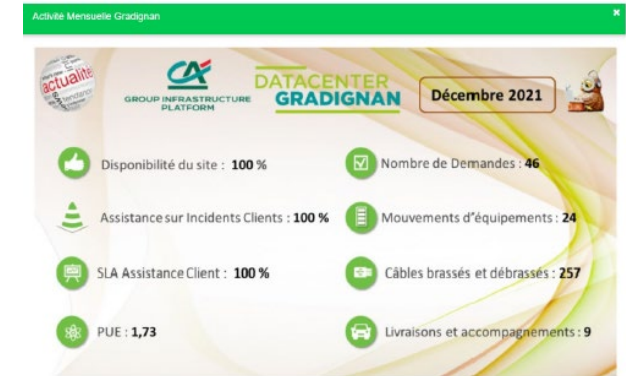 Activité Mensuelle Gradignan
actualité
tendance
GROUP INFRASTRUCTURE
PLATFORM
DATACENTER
GRADIGNAN
Décembre 2021
Disponibilité du site : 100 %
Nombre de Demandes : 46
Assistance sur Incidents Clients : 100 %
Mouvements d'équipements : 24
SLA Assistance Client : 100 %
Câbles brassés et débrassés : 257
PUE : 1,73
Livraisons et accompagnements : 9